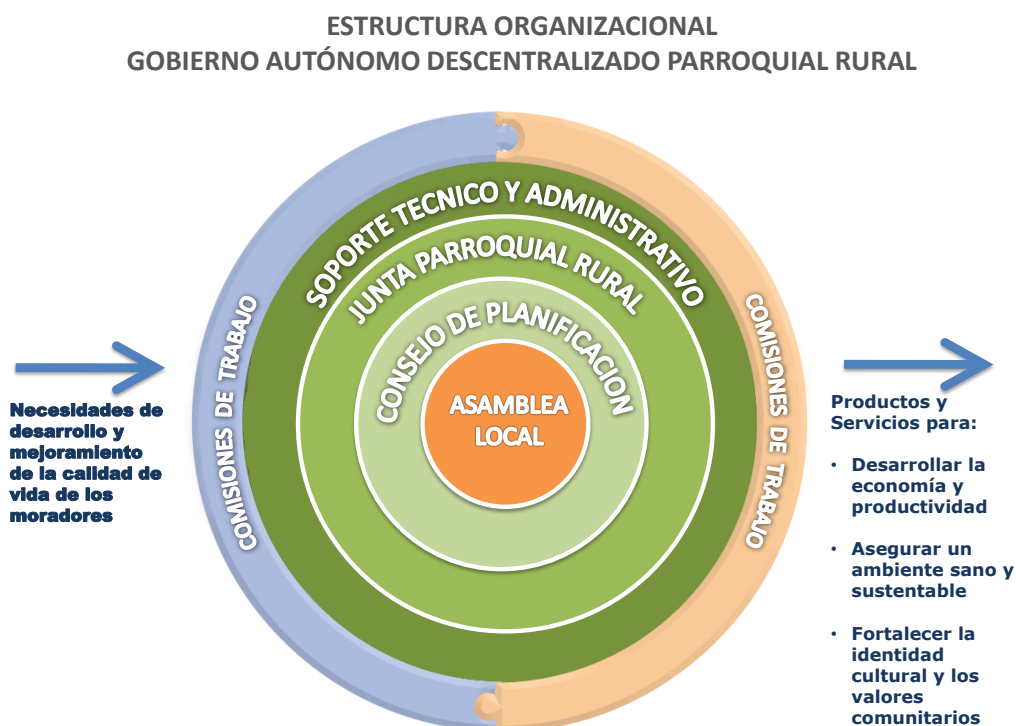 ESTRUCTURA ORGANIZACIONAL
GOBIERNO AUTÓNOMO DESCENTRALIZADO PARROQUIAL RURAL
SOPORTE TECNICO Y ADMINISTRATIVO
JUNTA PARROQUIAL RURAL
CONSEJO DE PLANIFICACION
ASAMBLEA
LOCAL
COMISIONES DE TRABAJO
COMISIONES DE TRABAJO
Necesidades de
desarrollo y
mejoramiento
de la calidad de
vida de los
moradores
Productos y
Servicios para:
• Desarrollar la
economía y
productividad
• Asegurar un
ambiente sano y
sustentable
• Fortalecer la
identidad
cultural y los
valores
comunitarios